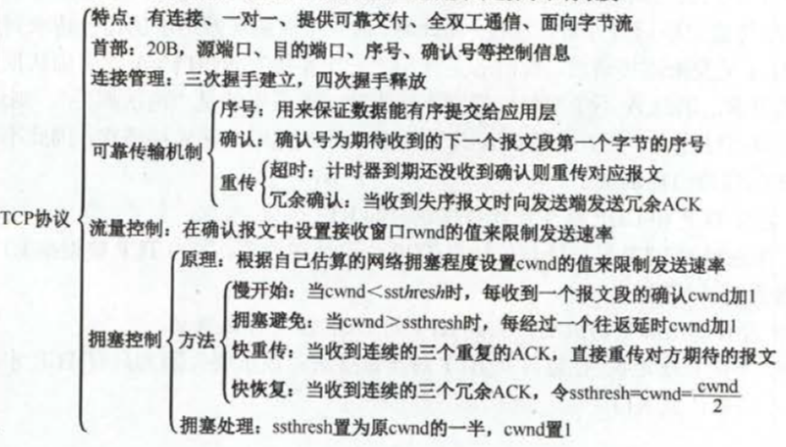 特点：有连接、一对一、提供可靠交付、全双工通信、面向字节流
首部：20B，源端口、目的端口、序号、确认号等控制信息
连接管理：三次握手建立，四次握手释放
序号：用来保证数据能有序提交给应用层
确认：确认号为期待收到的下一个报文段第一个字节的序号
可靠传输机制
超时：计时器到期还没收到确认则重传对应报文
重传
冗余确认：当收到失序报文时向发送端发送冗余ACK
TCP协议
流量控制：在确认报文中设置接收窗口rwnd的值来限制发送速率
原理：根据自己估算的网络拥塞程度设置cwnd的值来限制发送速率
慢开始：当cwnd＜ssthresh时，每收到一个报文段的确认cwnd加1
拥塞避免：当cwnd＞ssthresh时，每经过一个往返延时cwnd加1
拥塞控制
方法
快重传：当收到连续的三个重复的ACK，直接重传对方期待的报文
快恢复：当收到连续的三个冗余ACK，令ssthresh=cwnd=cwnd/2
拥塞处理：ssthresh置为原cwnd的一半，cwnd置1